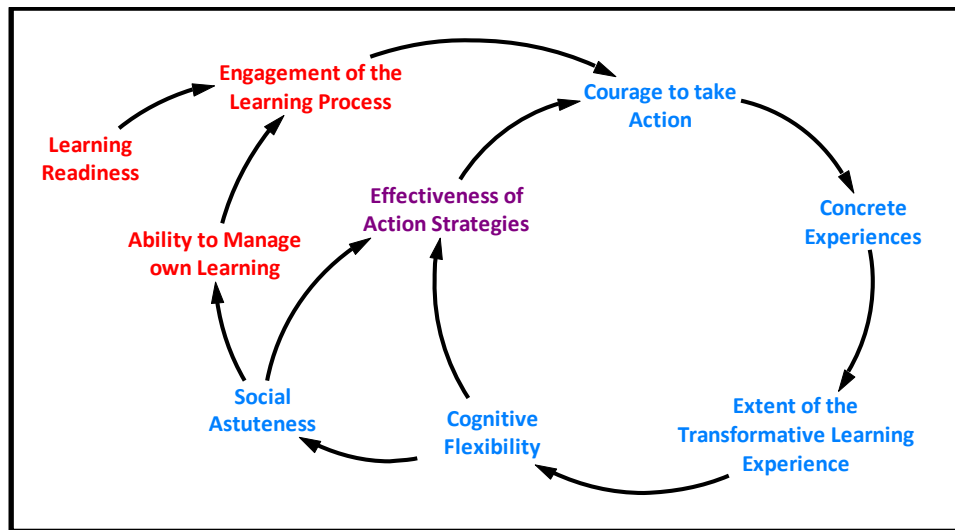 Engagement of the
Learning Process
Courage to take
Action
Learning
Readiness
Effectiveness of
Action Strategies
Concrete
Experiences
Ability to Manage
own Learning
Social
Astuteness
Cognitive
Flexibility
Extent of the
Transformative Learning
Experience